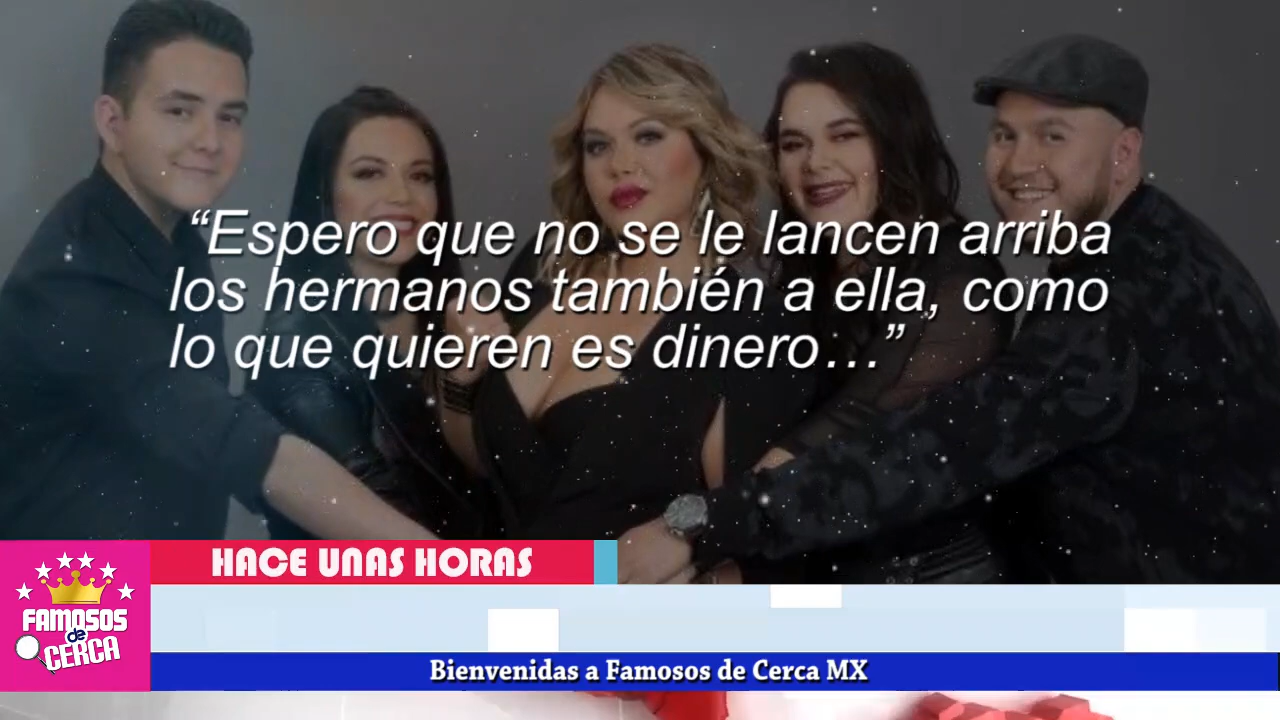 “Espero que no se le lancen arriba
los hermanos también a ella, como
lo que quieren es dinero…”
HACE UNAS HORAS
FAMOSOS
de
CERCA
Bienvenidas a Famosos de Cerca MX